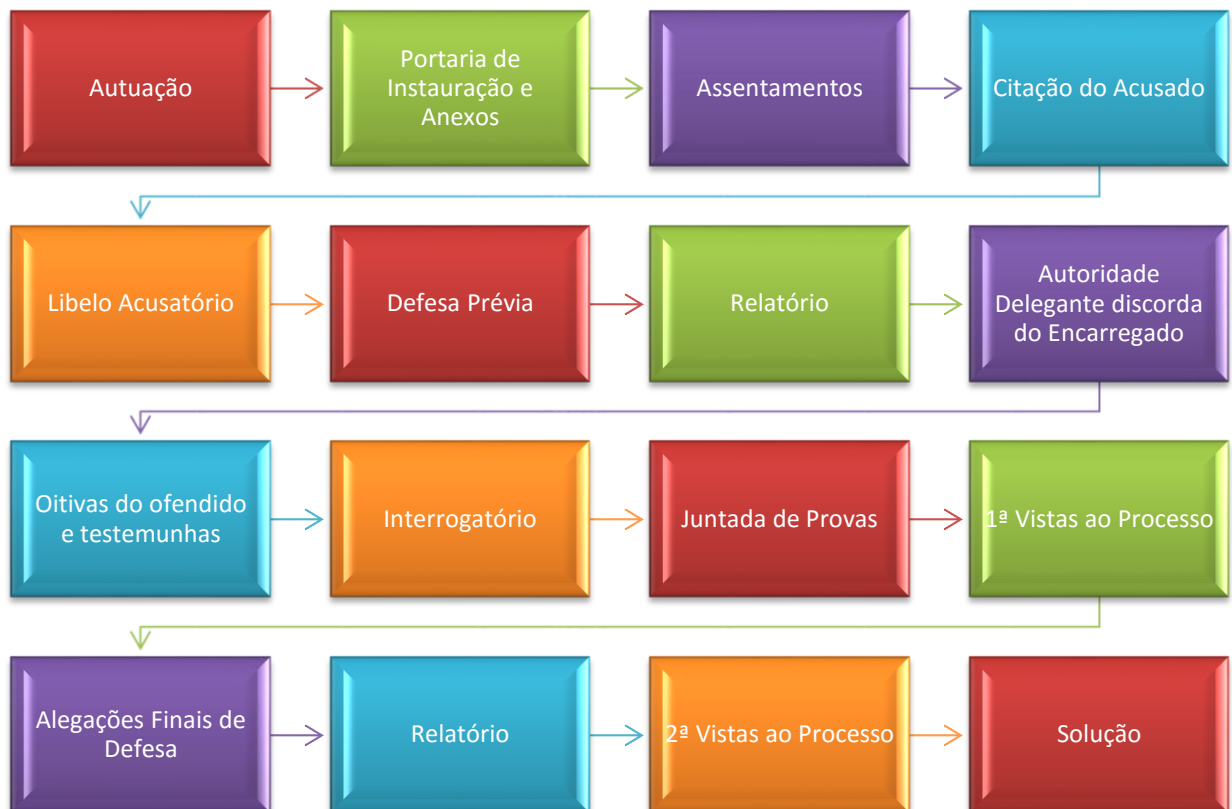 Autuação
Portaria de
Instauração e
Anexos
Assentamentos
Citação do Acusado
Libelo Acusatório
Defesa Prévia
Relatório
Autoridade
Delegante discorda
do Encarregado
Oitivas do ofendido
e testemunhas
Interrogatório
Juntada de Provas
1ª Vistas ao Processo
Alegações Finais de
Defesa
Relatório
2ª Vistas ao Processo
Solução